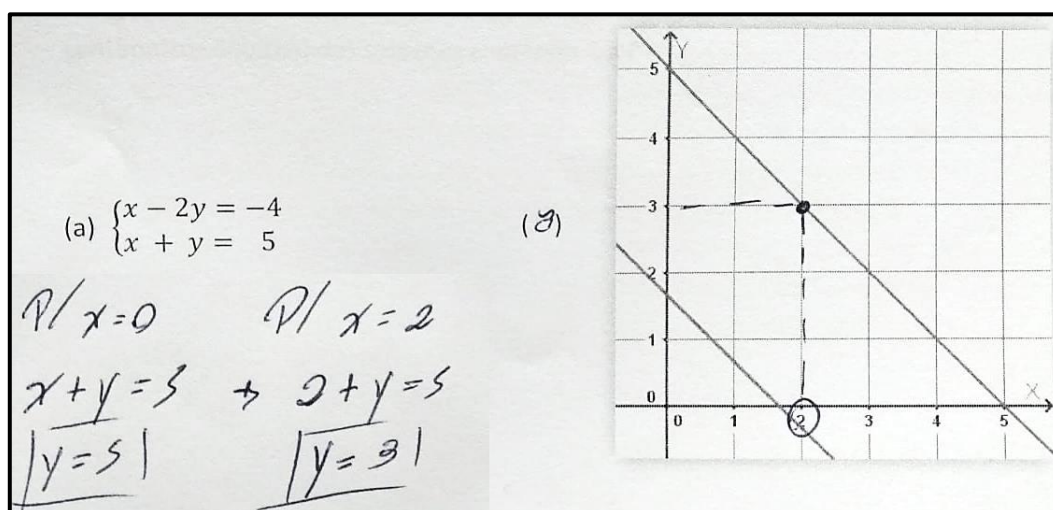 (a) {x − 2y = −4
x + y = 5
P/ x=0 P/ x=2
x+y=5 → 2+y=5
|y=5| |y=3|
Y
5
4
3
2
1
0
0 1 2 3 4 5
X